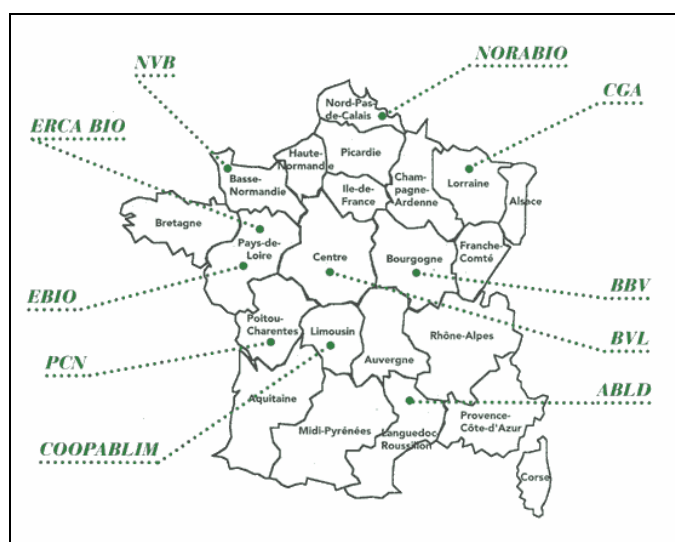 NVB
NORABIO
CGA
ERCA BIO
Nord-Pas-
de-Calais
Haute-
Normandie
Picardie
Basse-
Normandie
Ile-de-
France
Cham-
pagne-
Ardenne
Lorraine
Alsace
Bretagne
Pays-de-
Loire
Centre
Bourgogne
Franche-
Comté
EBIO
BBV
Poitou-
Charentes
Limousin
Auvergne
Rhône-Alpes
BVL
PCN
ABLD
Aquitaine
Midi-Pyrénées
Languedoc
Roussillon
Provence-
Côte-d'Azur
COOPABLIM
Corse